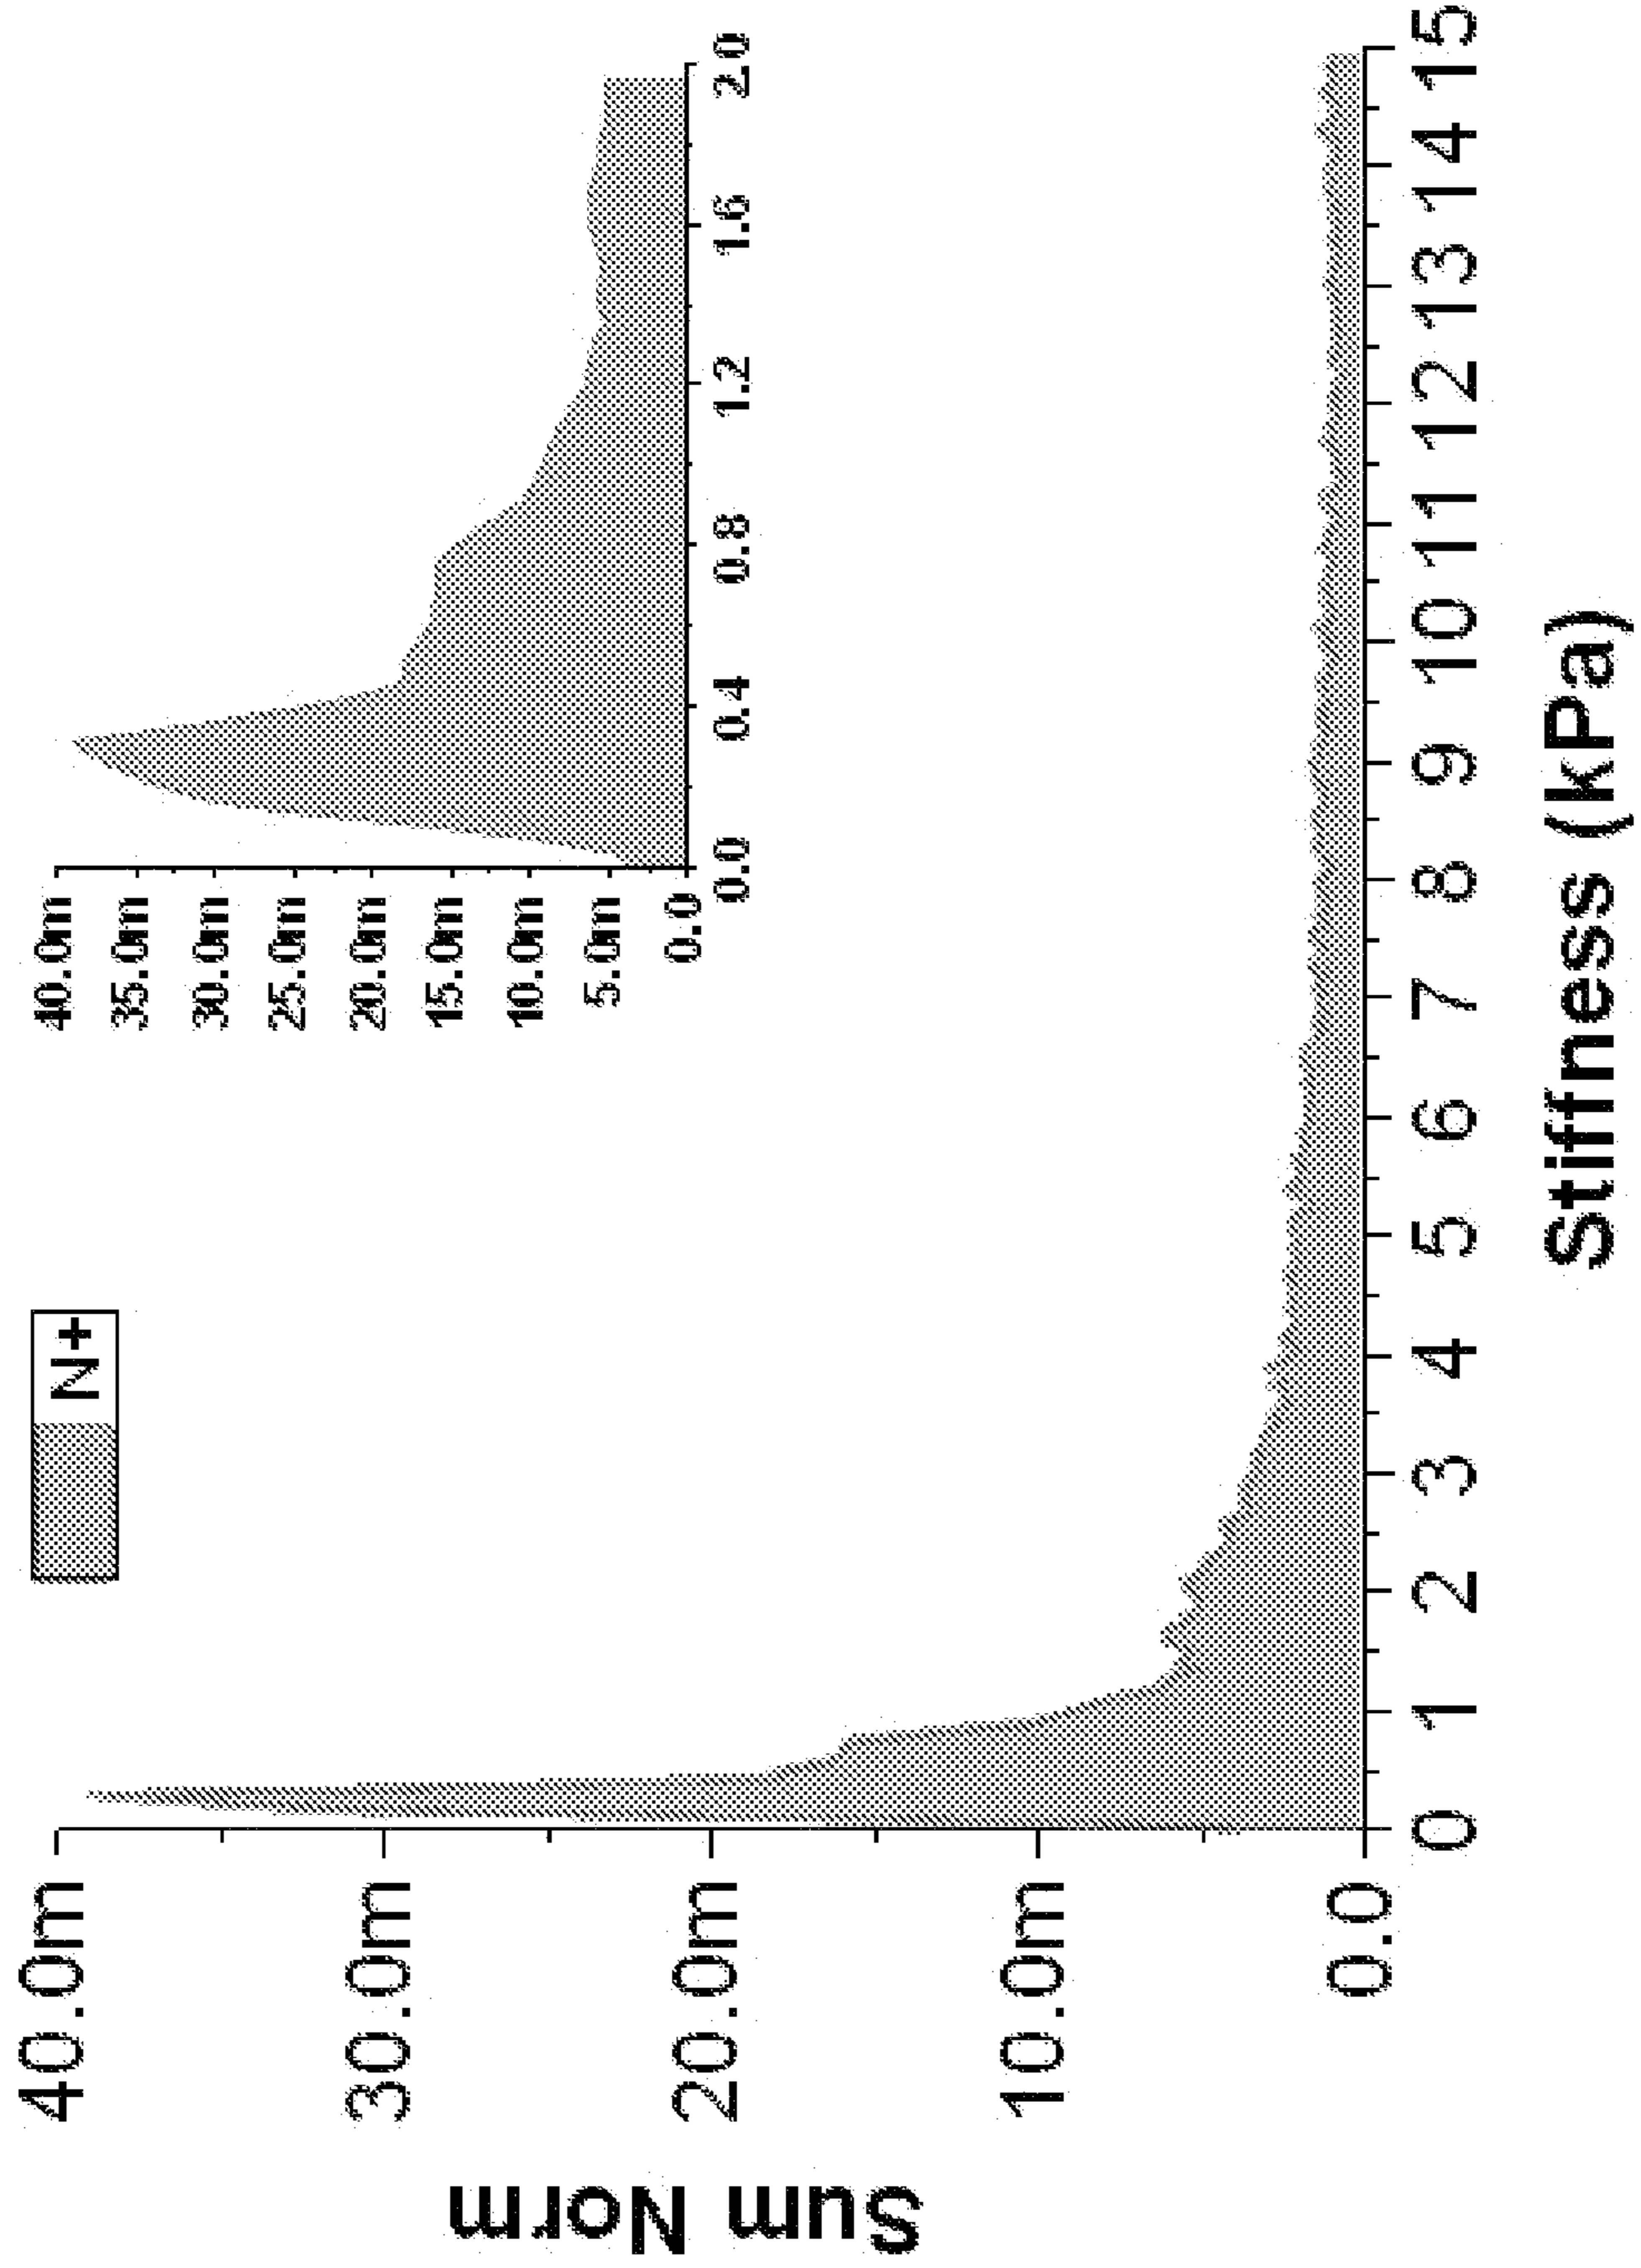 N+
Sum Norm
40.0m
30.0m
20.0m
10.0m
0.0
0 1 2 3 4 5 6 7 8 9 10 11 12 13 14 15
Stiffness (kPa)
40.0m
35.0m
30.0m
25.0m
20.0m
15.0m
10.0m
5.0m
0.0
0.0 0.4 0.8 1.2 1.6 2.0